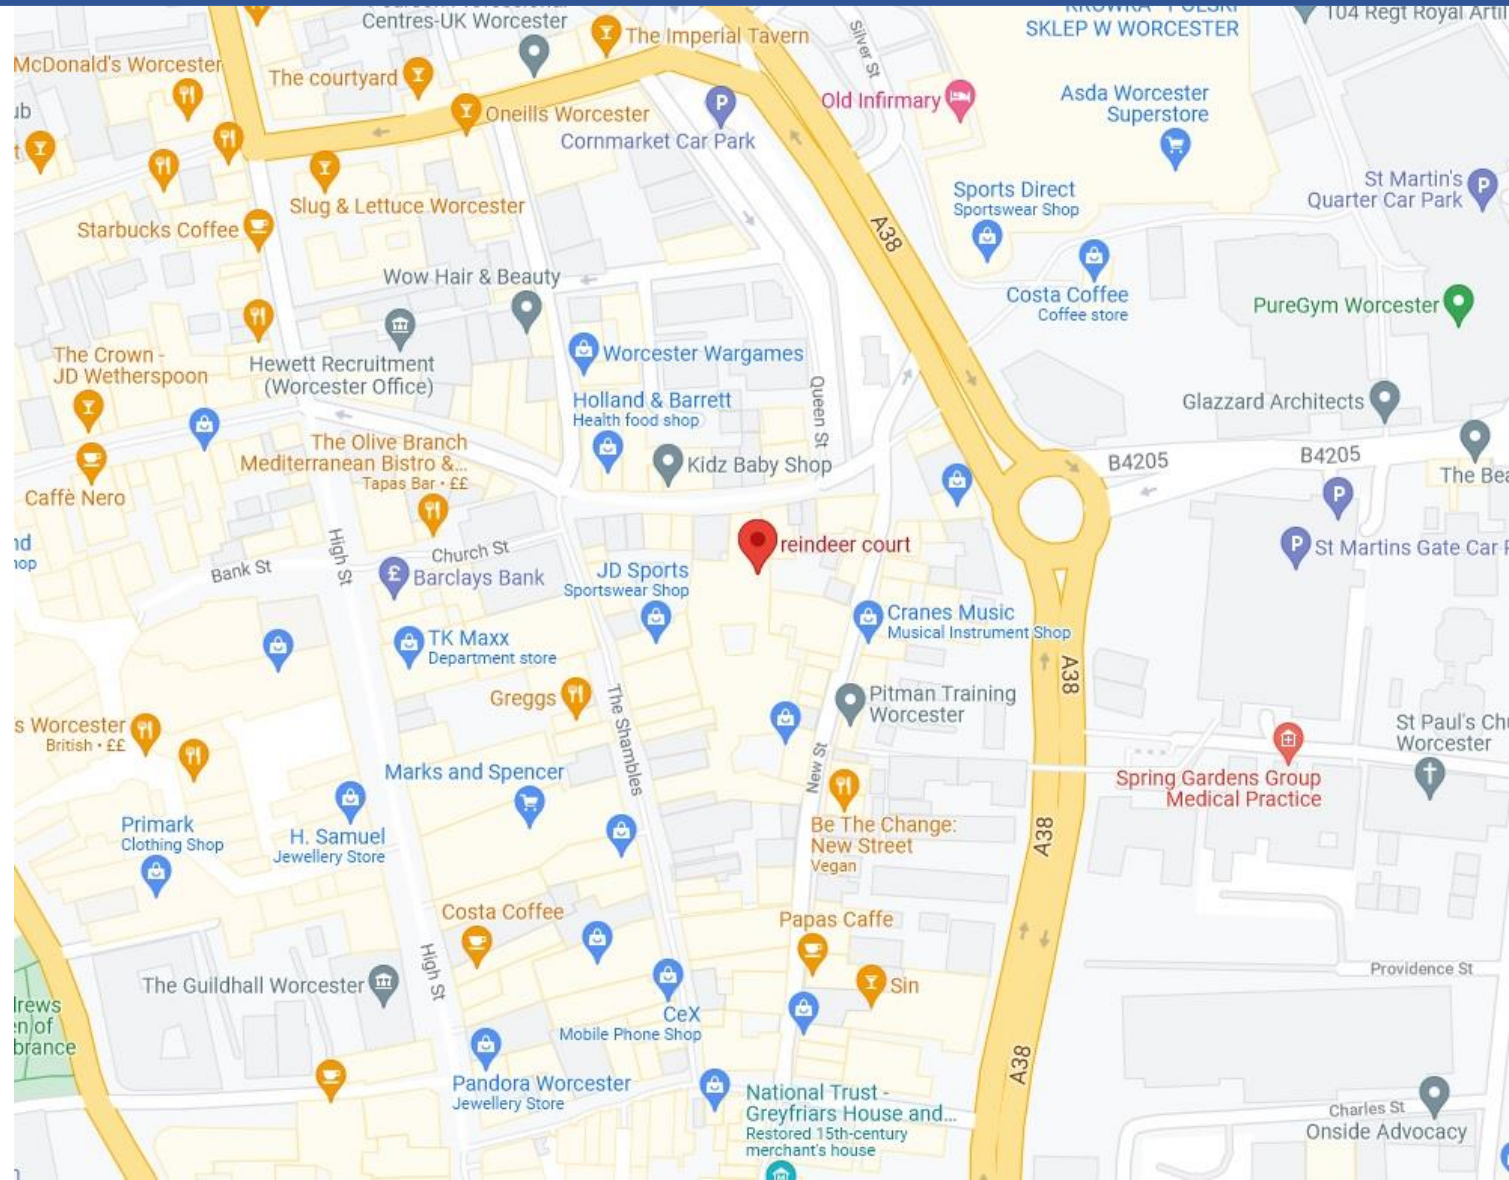 Centres-UK Worcester
The Imperial Tavern
Silver St
SKLEP W WORCESTER
104 Regt Royal Artil
McDonald's Worcester
The courtyard
Oneills Worcester
Cornmarket Car Park
Old Infirmary
Asda Worcester
Superstore
St Martin's
Quarter Car Park
Sports Direct
Sportswear Shop
Slug & Lettuce Worcester
Starbucks Coffee
A38
Wow Hair & Beauty
Costa Coffee
Coffee store
PureGym Worcester
Hewett Recruitment
(Worcester Office)
Worcester Wargames
The Crown -
JD Wetherspoon
Holland & Barrett
Health food shop
Queen St
Glazzard Architects
The Olive Branch
Mediterranean Bistro &...
Tapas Bar • ££
Kidz Baby Shop
B4205
B4205
The Bea
Caffè Nero
High St
Church St
Bank St
Barclays Bank
reindeer court
St Martins Gate Car P
JD Sports
Sportswear Shop
Cranes Music
Musical Instrument Shop
TK Maxx
Department store
A38
Greggs
The Shambles
Pitman Training
Worcester
s Worcester
British • ££
St Paul's Chu
Worcester
New St
Marks and Spencer
Spring Gardens Group
Medical Practice
Primark
Clothing Shop
H. Samuel
Jewellery Store
Be The Change:
New Street
Vegan
A38
Costa Coffee
Papas Caffe
High St
The Guildhall Worcester
Sin
Providence St
CeX
Mobile Phone Shop
drews
en of
brance
A38
Pandora Worcester
Jewellery Store
National Trust -
Greyfriars House and...
Restored 15th-century
merchant's house
Charles St
Onside Advocacy